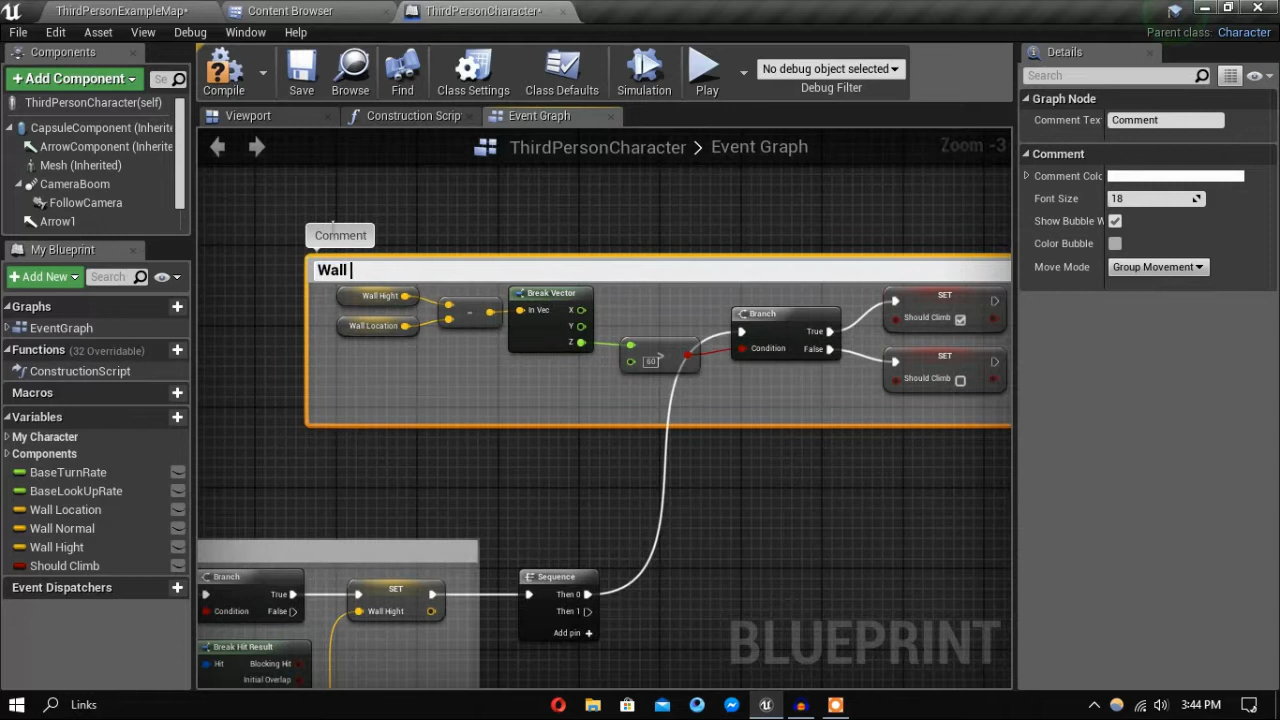 ThirdPersonExampleMap*
Content Browser
ThirdPersonCharacter*
File Edit Asset View Debug Window Help
Parent class: Character
Components
Add Component
Se
ThirdPersonCharacter(self)
CapsuleComponent (Inherite
ArrowComponent (Inherite
Mesh (Inherited)
CameraBoom
FollowCamera
Arrow1
My Blueprint
Add New
Search
Graphs
EventGraph
Functions (32 Overridable)
ConstructionScript
Macros
Variables
My Character
Components
BaseTurnRate
BaseLookUpRate
Wall Location
Wall Normal
Wall Hight
Should Climb
Event Dispatchers
Compile
Save
Browse
Find
Class Settings
Class Defaults
Simulation
Play
No debug object selected
Debug Filter
Viewport
Construction Scrip
Event Graph
ThirdPersonCharacter > Event Graph
Zoom -3
Comment
Wall
Wall Hight
Wall Location
-
Break Vector
In Vec X
Y
Z
>
60
Branch
True
Condition False
SET
Should Climb
SET
Should Climb
Branch
True
Condition False
SET
Wall Hight
Break Hit Result
Hit Blocking Hit
Initial Overlap
Sequence
Then 0
Then 1
Add pin +
BLUEPRINT
Details
Search
Graph Node
Comment Tex Comment
Comment
Comment Colo
Font Size 18
Show Bubble W
Color Bubble
Move Mode Group Movement
Links
3:44 PM